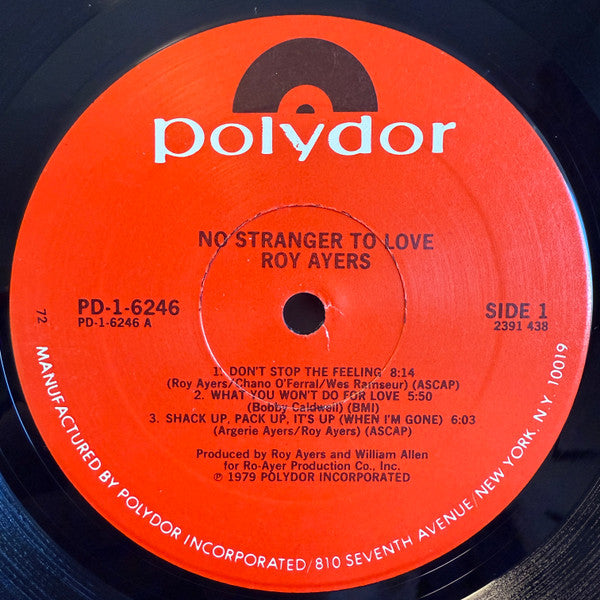 polydor
NO STRANGER TO LOVE
ROY AYERS
PD-1-6246
PD-1-6246 A
SIDE 1
2391 438
72
1. DON'T STOP THE FEELING 8:14
(Roy Ayers/Chano O'Ferral/Wes Ramseur) (ASCAP)
2. WHAT YOU WON'T DO FOR LOVE 5:50
(Bobby Caldwell) (BMI)
3. SHACK UP, PACK UP, IT'S UP (WHEN I'M GONE) 6:03
(Argerie Ayers/Roy Ayers) (ASCAP)
Produced by Roy Ayers and William Allen
for Ro-Ayer Production Co., Inc.
℗ 1979 POLYDOR INCORPORATED
MANUFACTURED BY POLYDOR INCORPORATED/810 SEVENTH AVENUE/NEW YORK, N.Y. 10019